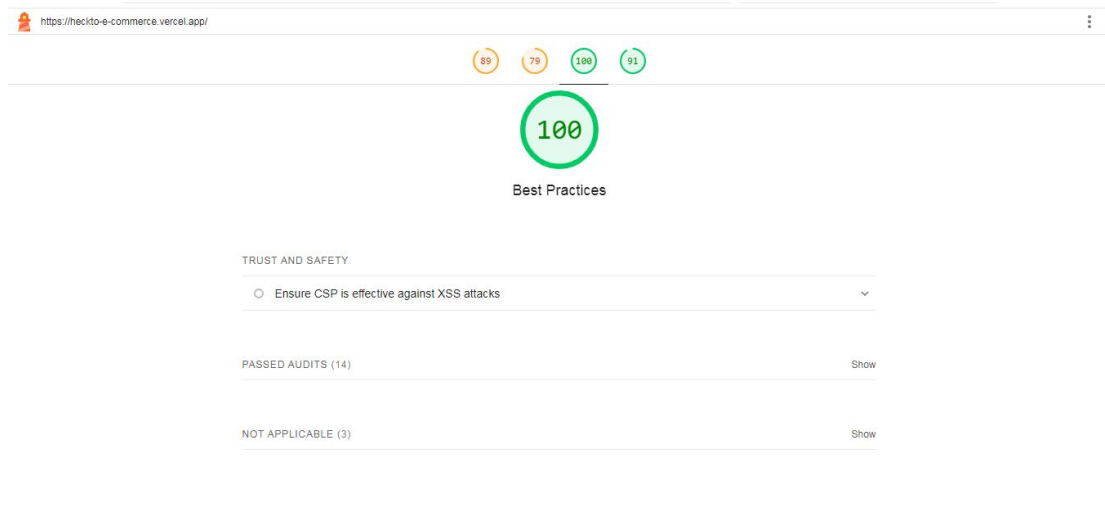 https://heckto-e-commerce.vercel.app/
89 79 100 91
100
Best Practices
TRUST AND SAFETY
Ensure CSP is effective against XSS attacks
PASSED AUDITS (14) Show
NOT APPLICABLE (3) Show